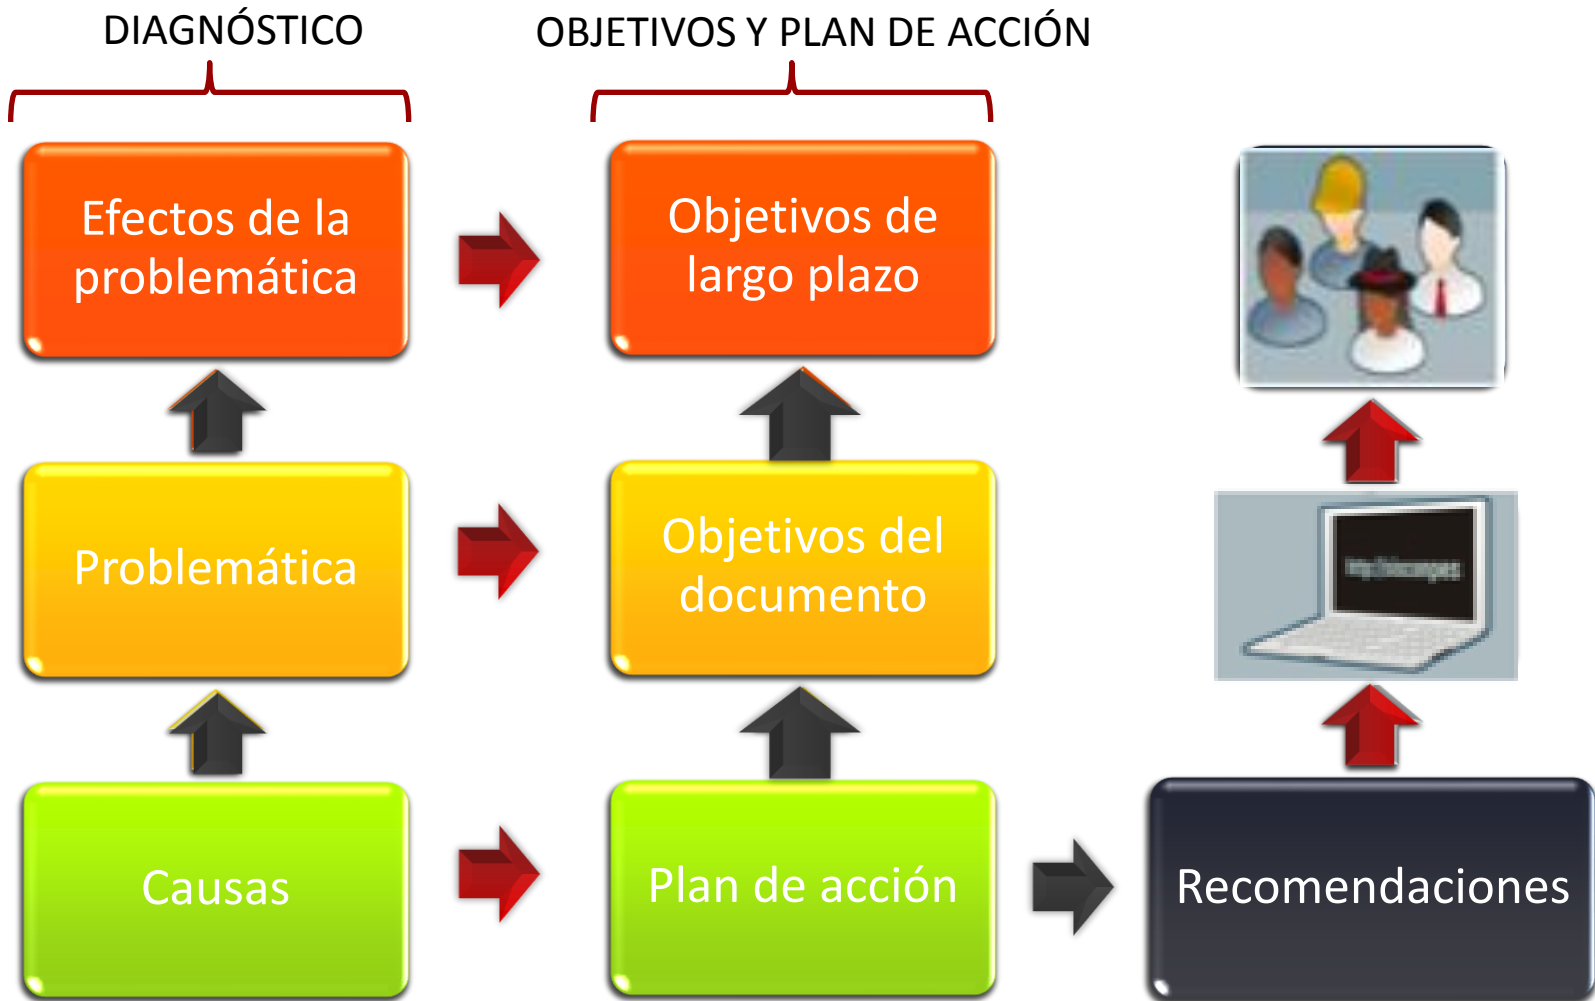 DIAGNÓSTICO
OBJETIVOS Y PLAN DE ACCIÓN
Efectos de la
problemática
Objetivos de
largo plazo
Problemática
Objetivos del
documento
Causas
Plan de acción
Recomendaciones